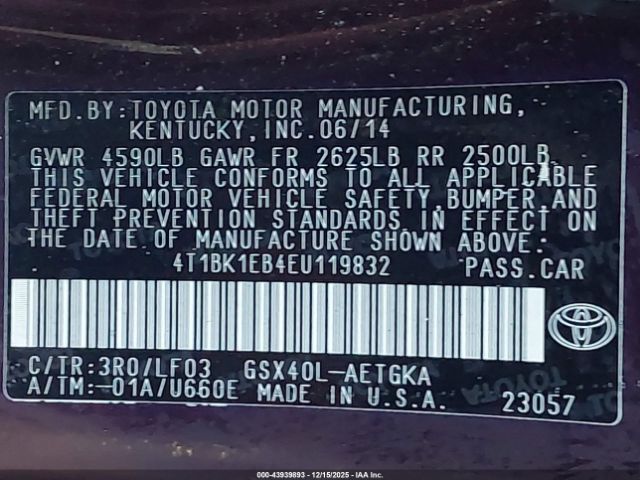 MFD. BY: TOYOTA MOTOR MANUFACTURING,
KENTUCKY, INC. 06/14
GVWR 4590LB GAWR FR 2625LB RR 2500LB
THIS VEHICLE CONFORMS TO ALL APPLICABLE
FEDERAL MOTOR VEHICLE SAFETY, BUMPER, AND
THEFT PREVENTION STANDARDS IN EFFECT ON
THE DATE OF MANUFACTURE SHOWN ABOVE:
4T1BK1EB4EU119832 PASS. CAR
C/TR: 3R0/LF03 GSX40L-AETGKA
A/TM: -01A/U660E MADE IN U.S.A. 23057
000-43939893 - 12/15/2025 - IAA Inc.